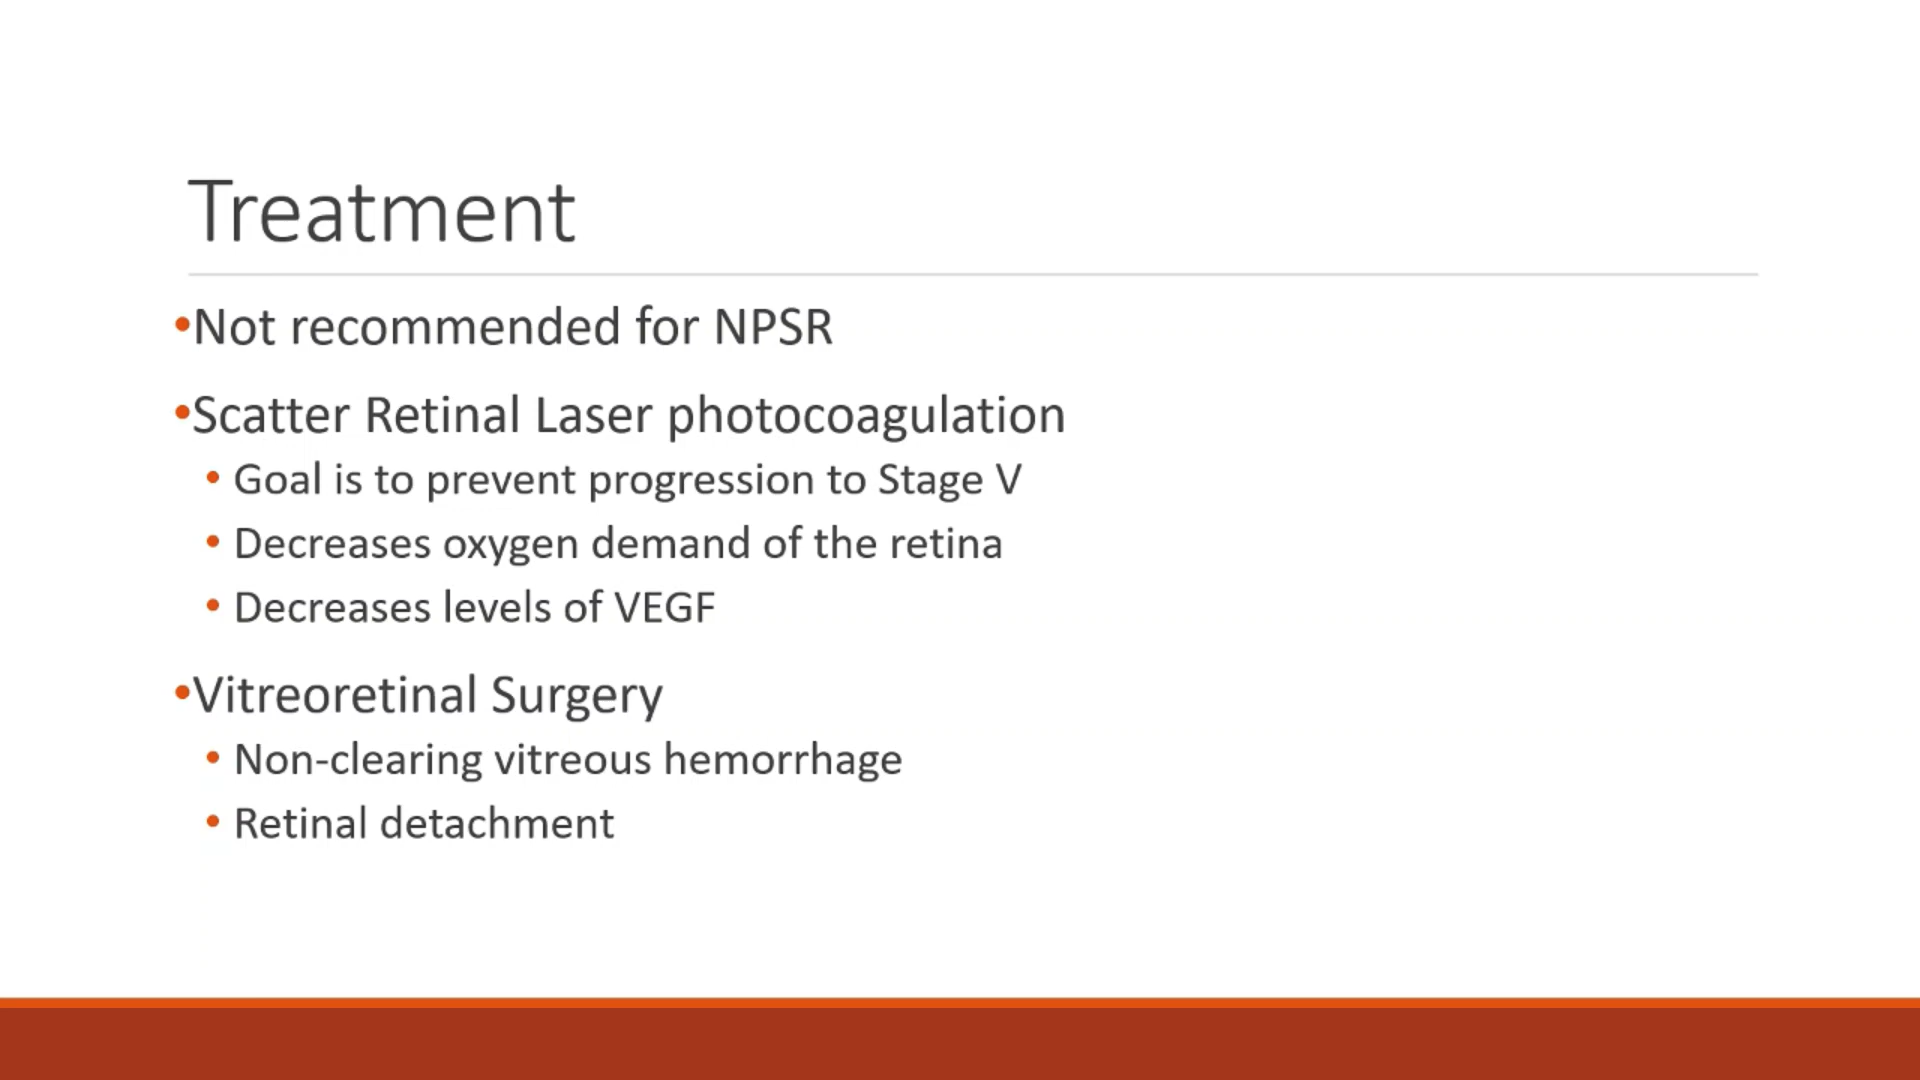 Treatment
•Not recommended for NPSR
•Scatter Retinal Laser photocoagulation
• Goal is to prevent progression to Stage V
• Decreases oxygen demand of the retina
• Decreases levels of VEGF
•Vitreoretinal Surgery
• Non-clearing vitreous hemorrhage
• Retinal detachment